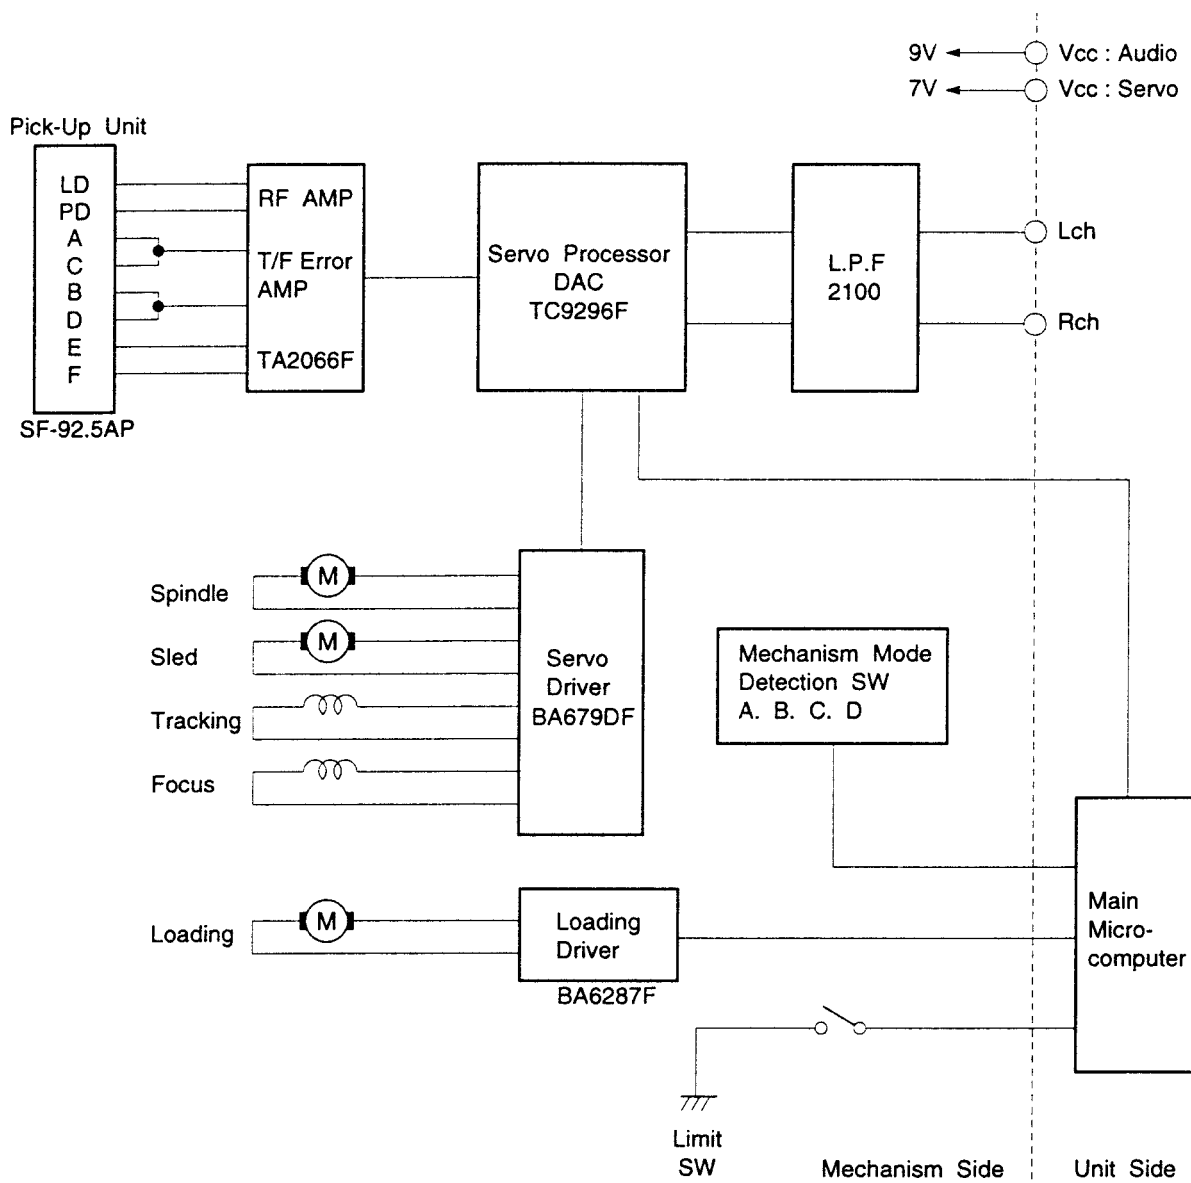 9V
Vcc : Audio
7V
Vcc : Servo
Pick-Up Unit
LD
PD
A
C
B
D
E
F
SF-92.5AP
RF AMP
T/F Error
AMP
TA2066F
Servo Processor
DAC
TC9296F
L.P.F
2100
Lch
Rch
Spindle
M
Sled
M
Tracking
Focus
Servo
Driver
BA679DF
Mechanism Mode
Detection SW
A. B. C. D
Loading
M
Loading
Driver
BA6287F
Main
Micro-
computer
Limit
SW
Mechanism Side
Unit Side